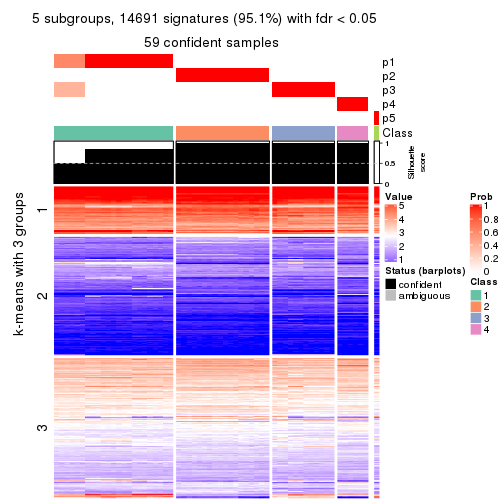 5 subgroups, 14691 signatures (95.1%) with fdr < 0.05
59 confident samples
p1
p2
p3
p4
p5
Class
1
0.5
0
Silhouette
score
k-means with 3 groups
1
2
3
Value
5
4
3
2
1
Status (barplots)
confident
ambiguous
Prob
1
0.8
0.6
0.4
0.2
0
Class
1
2
3
4